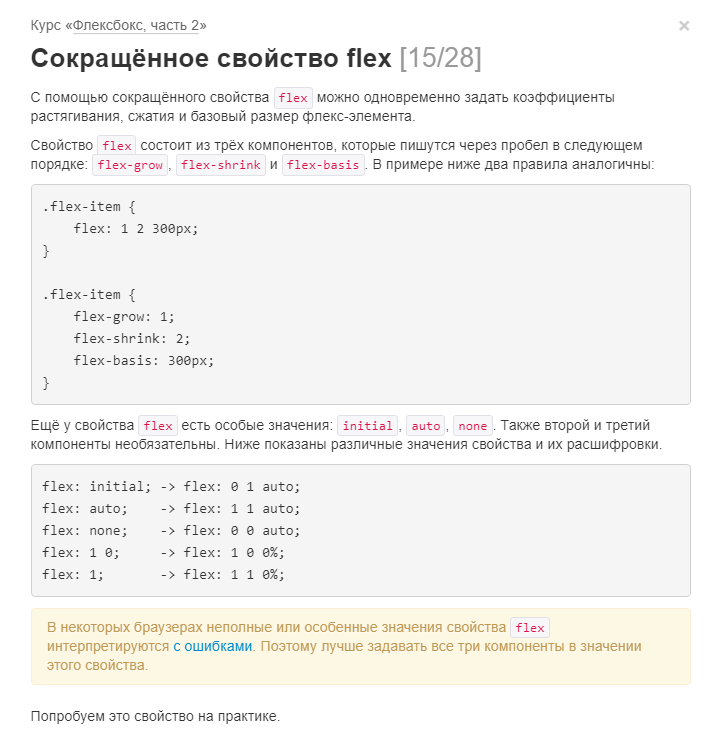 Курс «Флексбокс, часть 2»
×
Сокращённое свойство flex [15/28]
С помощью сокращённого свойства flex можно одновременно задать коэффициенты
растягивания, сжатия и базовый размер флекс-элемента.
Свойство flex состоит из трёх компонентов, которые пишутся через пробел в следующем
порядке: flex-grow, flex-shrink и flex-basis. В примере ниже два правила аналогичны:
.flex-item {
    flex: 1 2 300px;
}
.flex-item {
    flex-grow: 1;
    flex-shrink: 2;
    flex-basis: 300px;
}
Ещё у свойства flex есть особые значения: initial, auto, none. Также второй и третий
компоненты необязательны. Ниже показаны различные значения свойства и их расшифровки.
flex: initial; -> flex: 0 1 auto;
flex: auto;    -> flex: 1 1 auto;
flex: none;    -> flex: 0 0 auto;
flex: 1 0;     -> flex: 1 0 0%;
flex: 1;       -> flex: 1 1 0%;
В некоторых браузерах неполные или особенные значения свойства flex
интерпретируются с ошибками. Поэтому лучше задавать все три компоненты в значении
этого свойства.
Попробуем это свойство на практике.